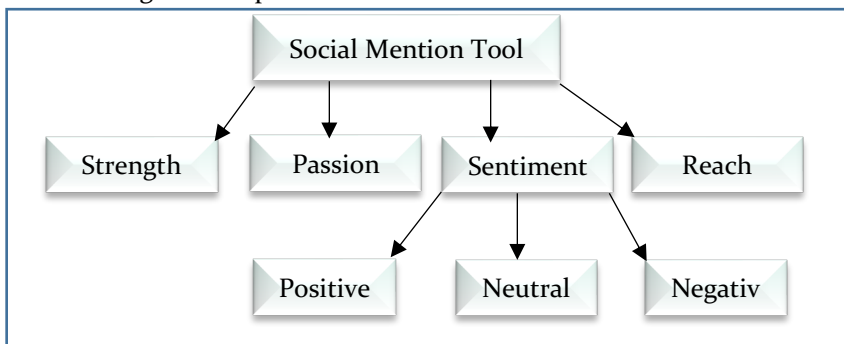 Social Mention Tool
Strength Passion Sentiment Reach
Positive Neutral Negativ